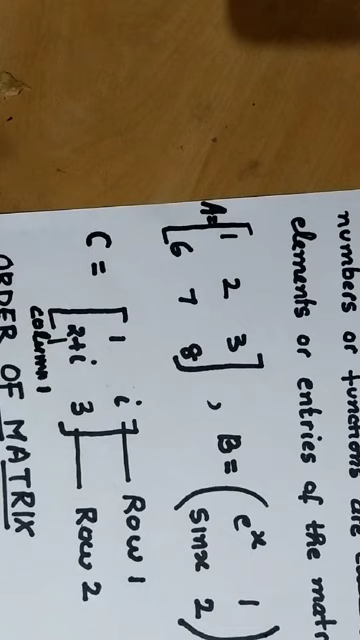 numbers or functions are
elements or entries of the
A= [1 2 3
6 7 8] , B = (e^x 1
sinx 2)
C = [1 i] Row 1
[2+i 3] Row 2
column 1
ORDER OF MATRIX